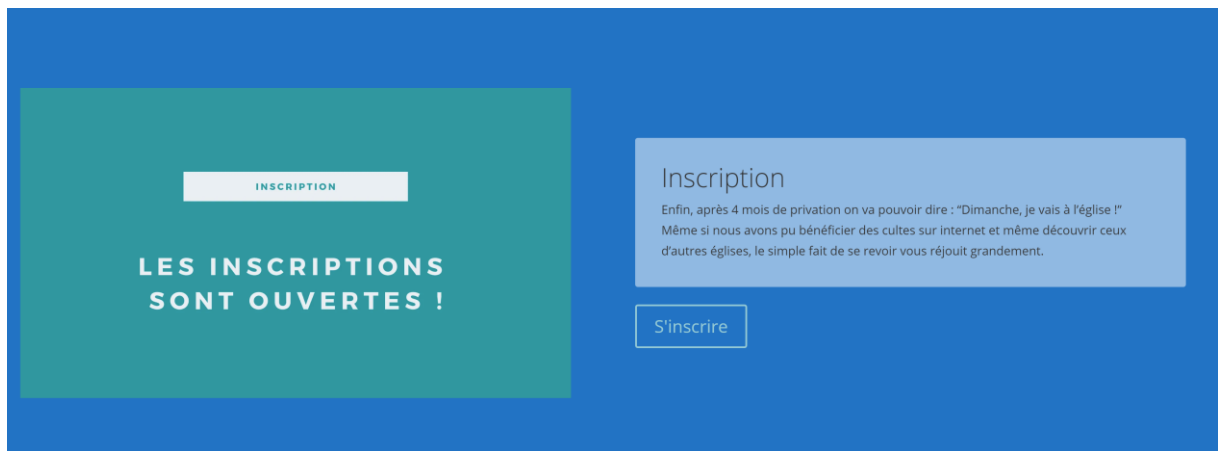 INSCRIPTION
LES INSCRIPTIONS
SONT OUVERTES !
Inscription
Enfin, après 4 mois de privation on va pouvoir dire : “Dimanche, je vais à l’église !”
Même si nous avons pu bénéficier des cultes sur internet et même découvrir ceux
d’autres églises, le simple fait de se revoir vous réjouit grandement.
S'inscrire